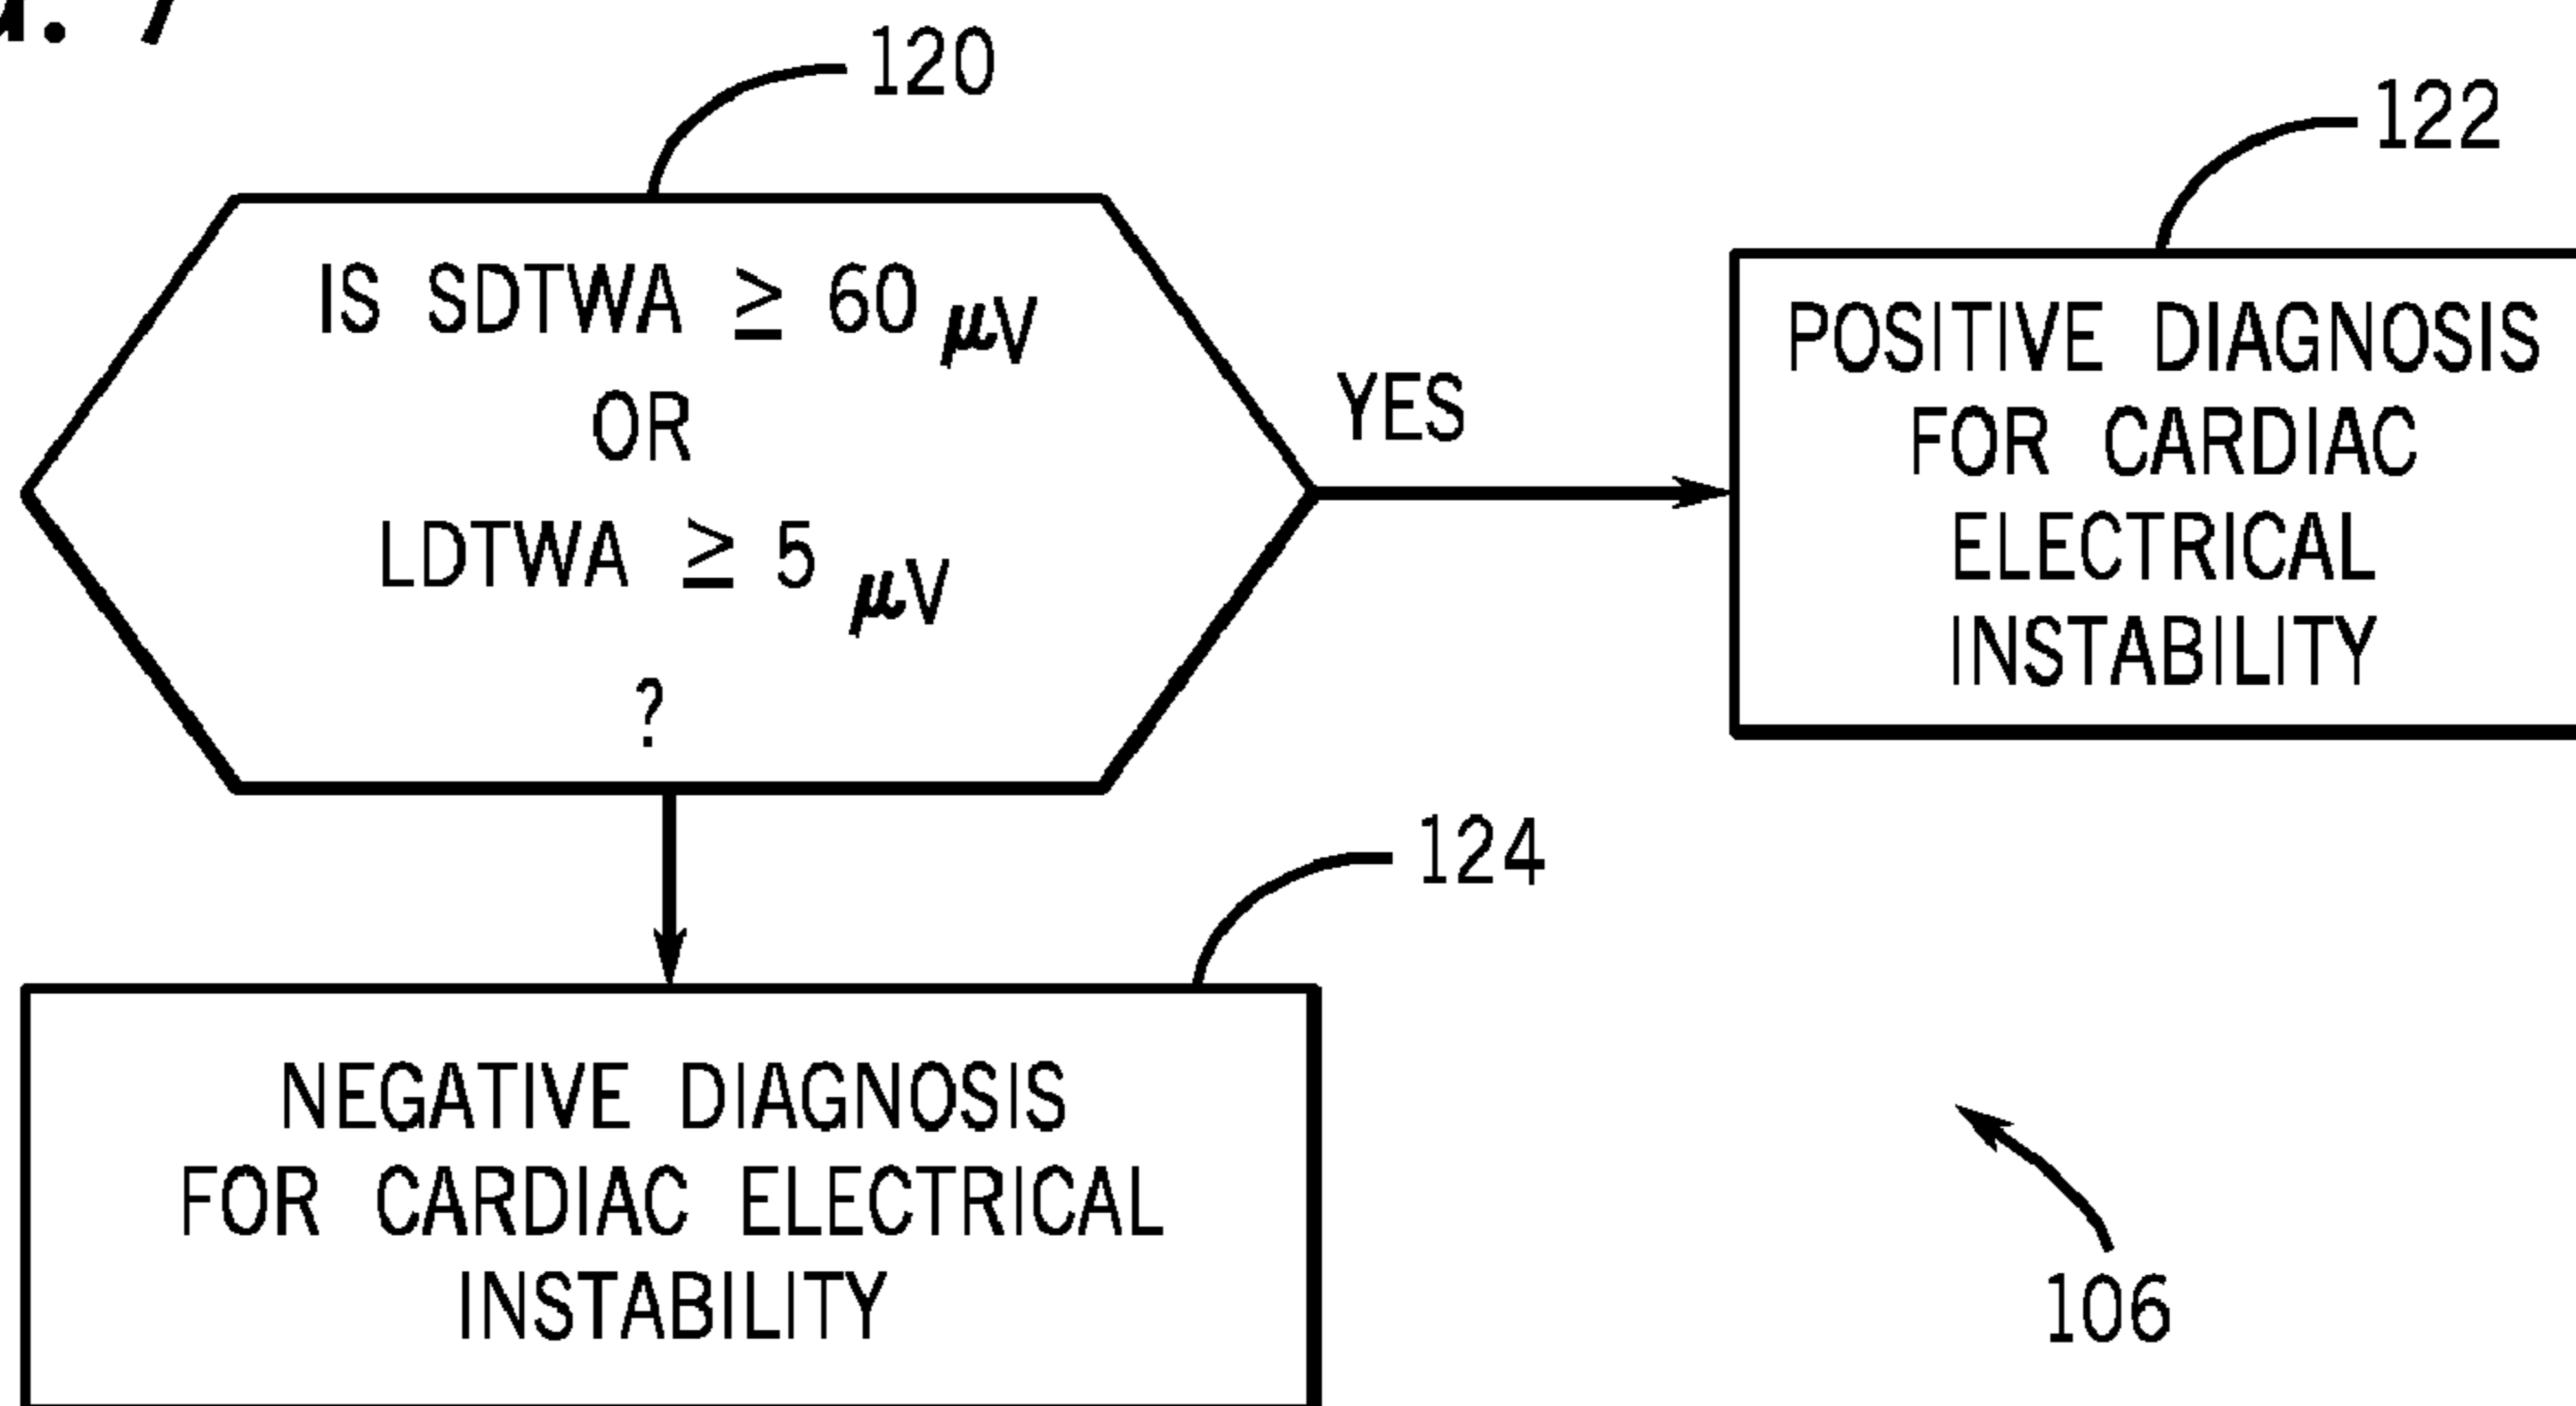 7
120
IS SDTWA ≥ 60 μV
OR
LDTWA ≥ 5 μV
?
YES
122
POSITIVE DIAGNOSIS
FOR CARDIAC
ELECTRICAL
INSTABILITY
124
NEGATIVE DIAGNOSIS
FOR CARDIAC ELECTRICAL
INSTABILITY
106